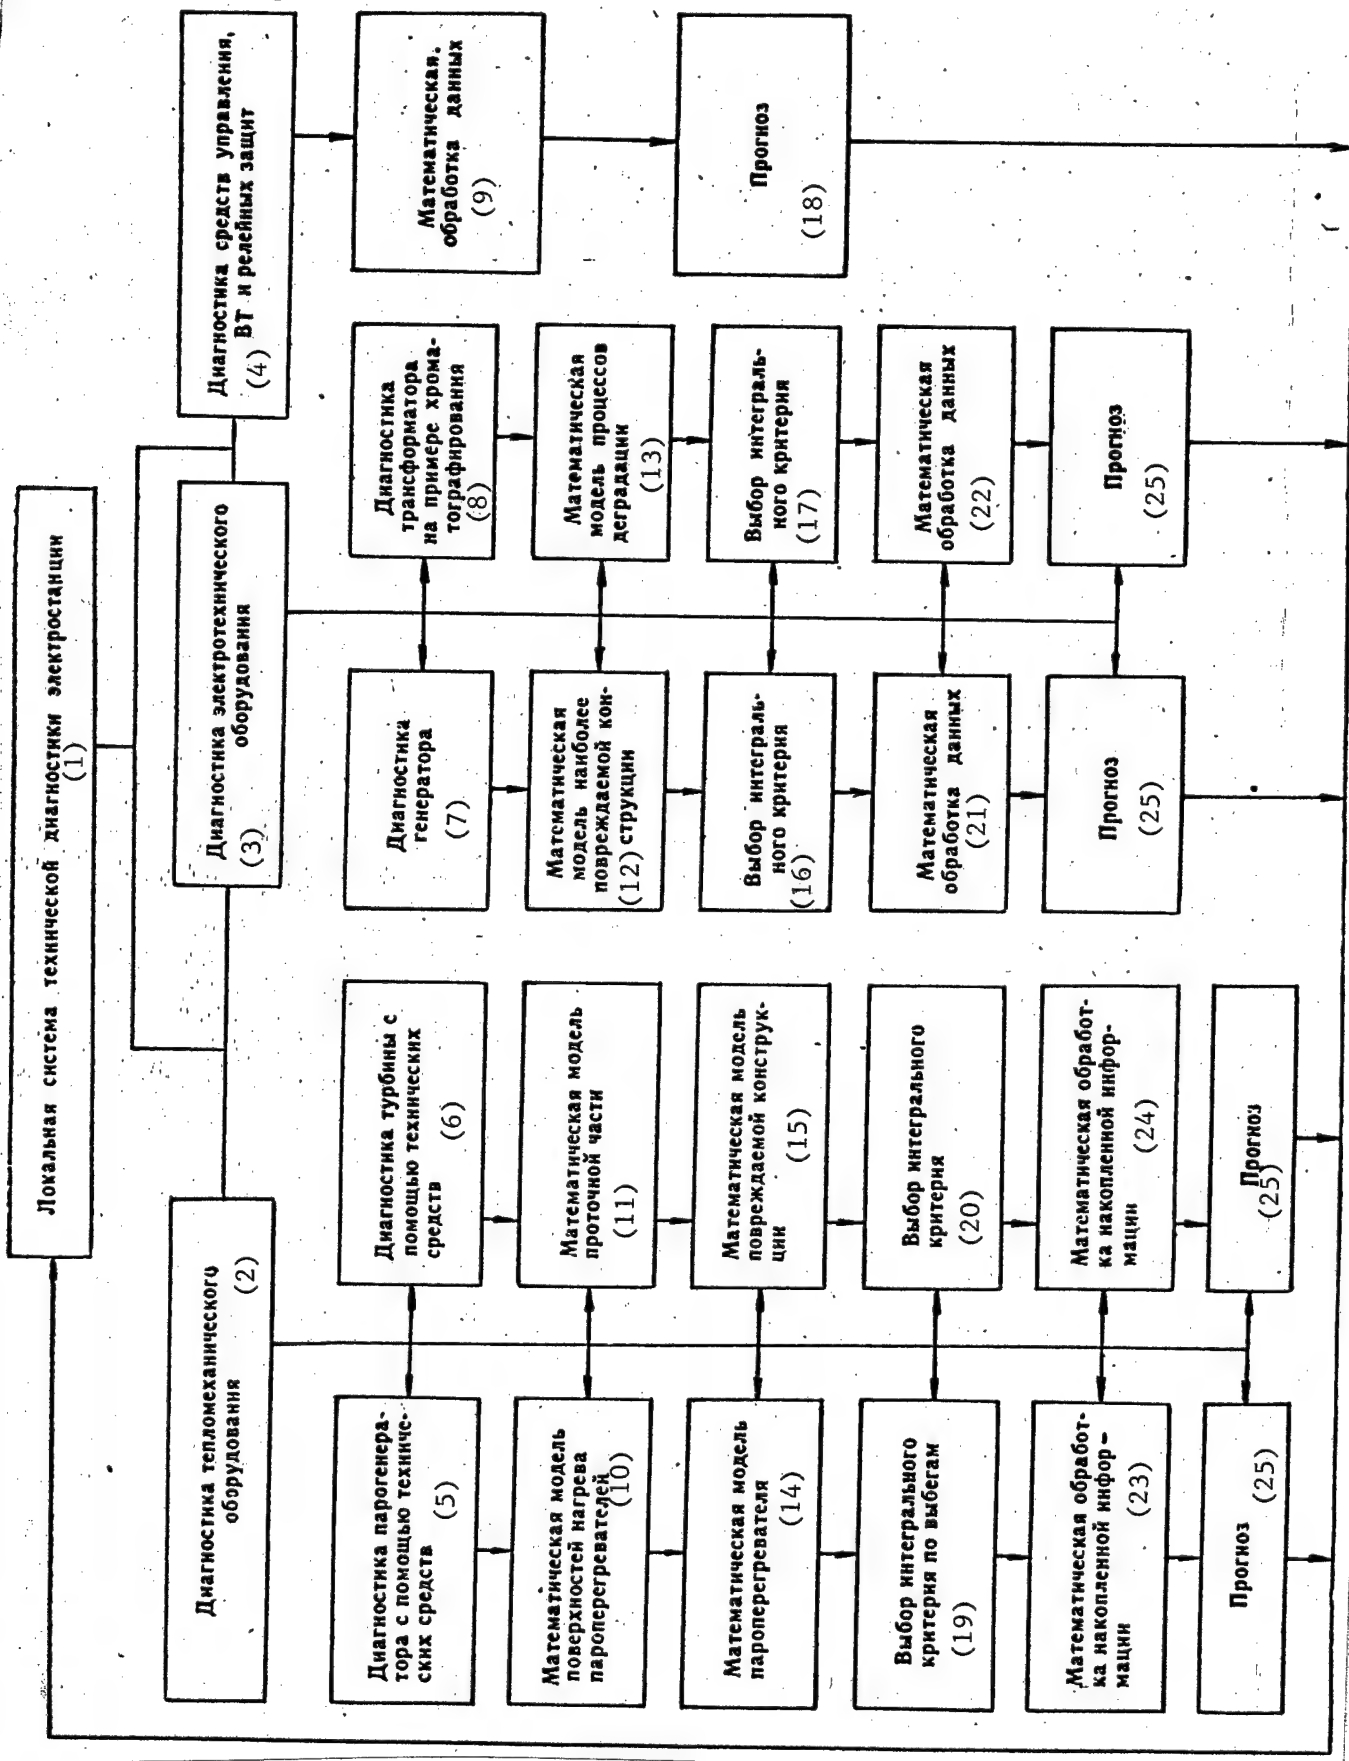 Локальная система технической диагностики электростанции
(1)
Диагностика тепломеханического
оборудования
(2)
Диагностика электротехнического
оборудования
(3)
Диагностика средств управления,
ВТ и релейных защит
(4)
Диагностика парогенера-
тора с помощью техниче-
ских средств
(5)
Диагностика турбины с
помощью технических
средств
(6)
Диагностика
генератора
(7)
Диагностика
трансформатора
на примере хрома-
тографирования
(8)
Математическая
обработка данных
(9)
Математическая модель
поверхностей нагрева
пароперегревателей
(10)
Математическая модель
проточной части
(11)
Математическая
модель наиболее
повреждаемой кон-
(12) струкции
Математическая
модель процессов
деградации
(13)
Математическая модель
пароперегревателя
(14)
Математическая модель
повреждаемой конструк-
ции
(15)
Выбор интеграль-
ного критерия
(16)
Выбор интеграль-
ного критерия
(17)
Прогноз
(18)
Выбор интегрального
критерия по выбегам
(19)
Выбор интегрального
критерия
(20)
Математическая
обработка данных
(21)
Математическая
обработка данных
(22)
Математическая обработ-
ка накопленной инфор-
мации
(23)
Математическая обработ-
ка накопленной инфор-
мации
(24)
Прогноз
(25)
Прогноз
(25)
Прогноз
(25)
Прогноз
(25)